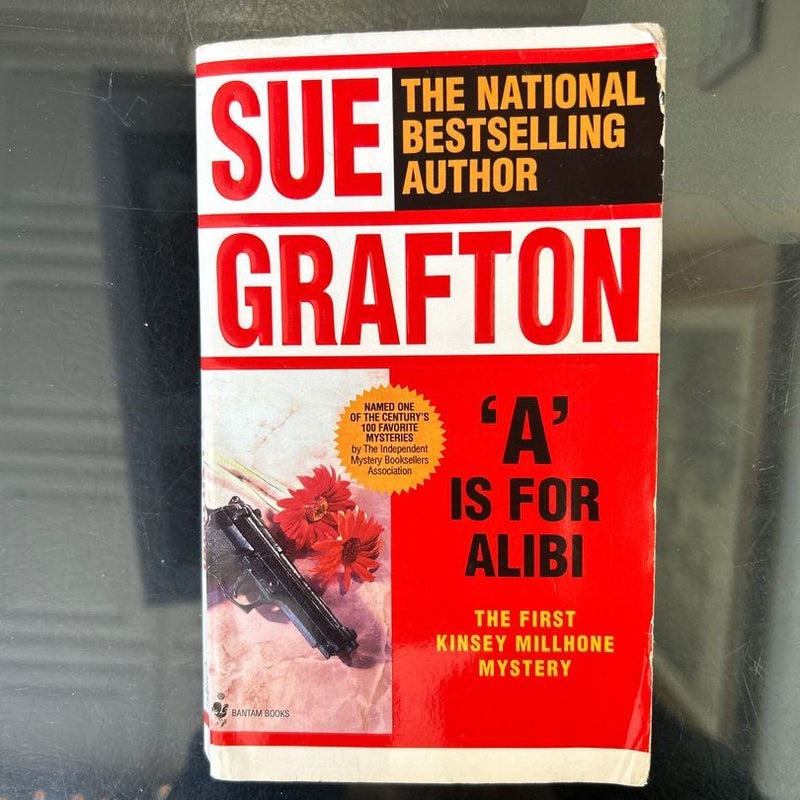 SUE
THE NATIONAL
BESTSELLING
AUTHOR
GRAFTON
NAMED ONE
OF THE CENTURY'S
100 FAVORITE
MYSTERIES
by The Independent
Mystery Booksellers
Association
'A'
IS FOR
ALIBI
THE FIRST
KINSEY MILLHONE
MYSTERY
BANTAM BOOKS